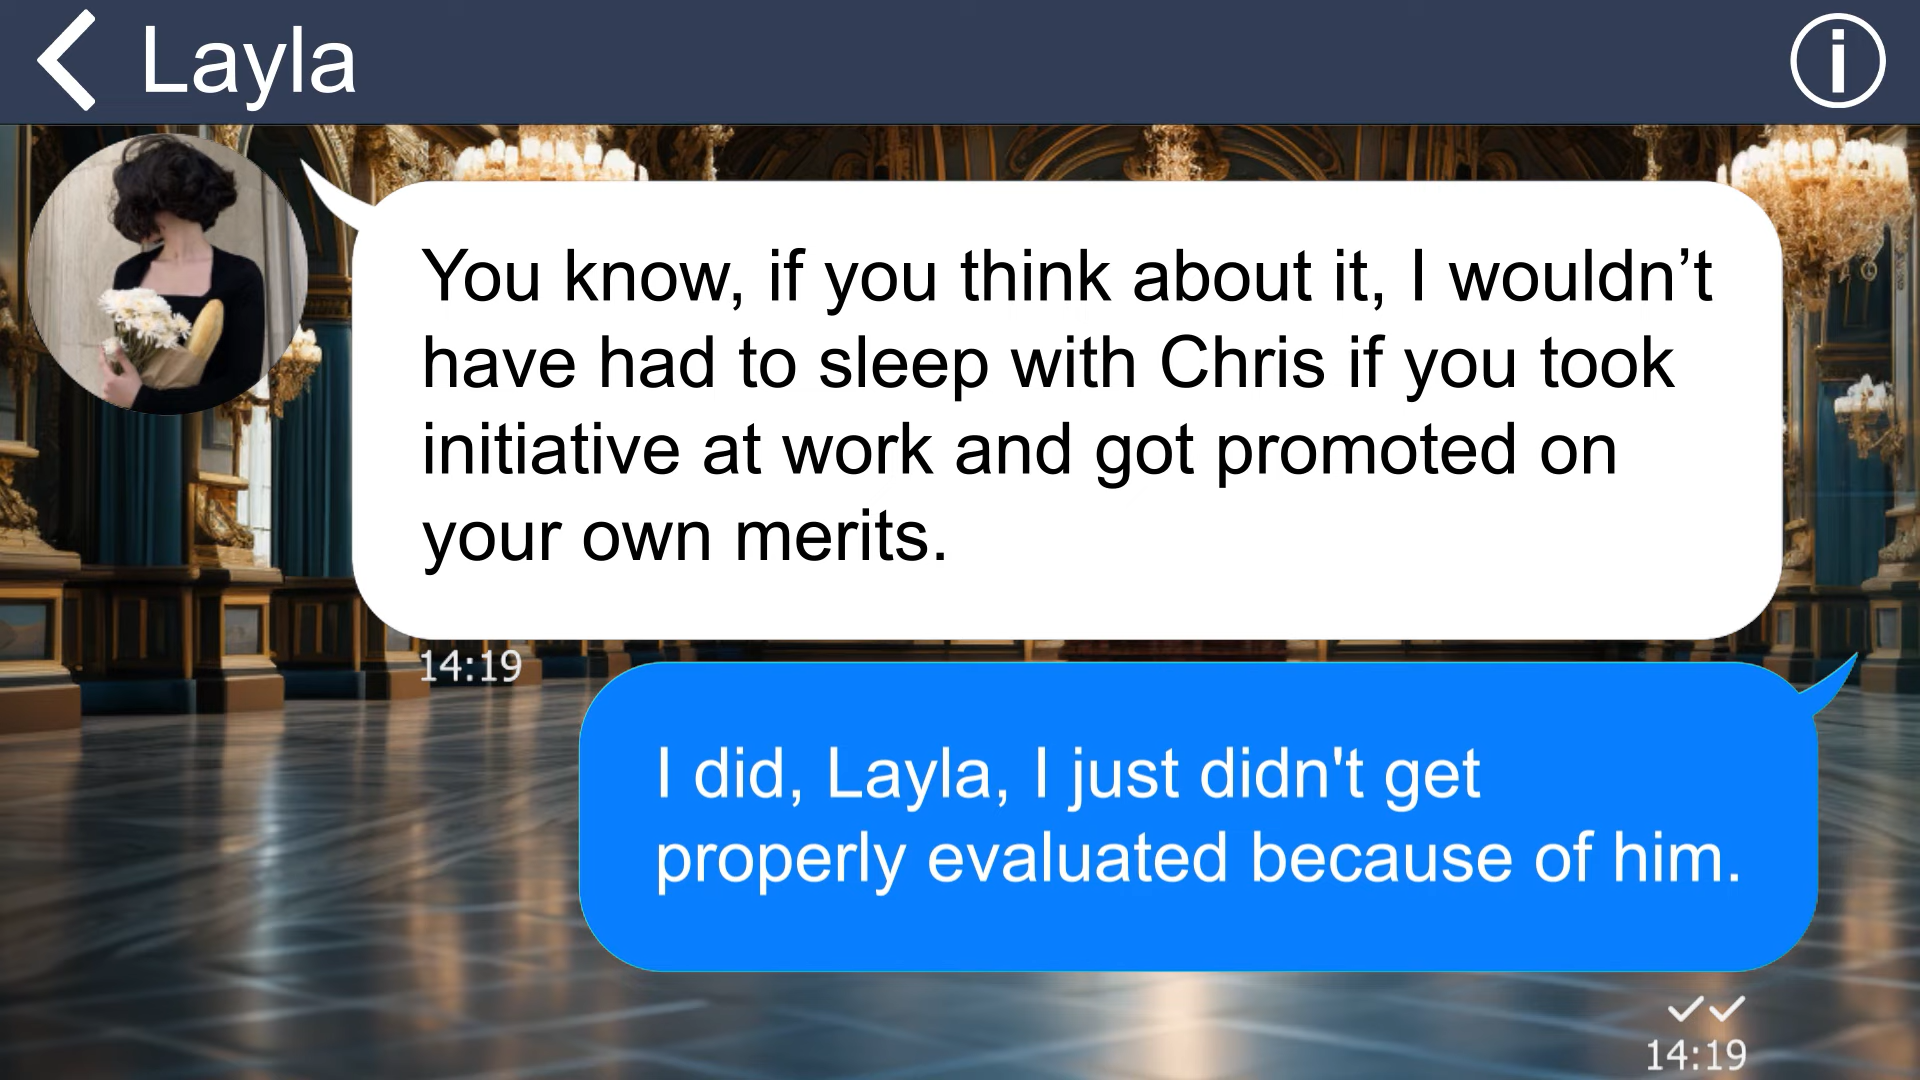 Layla
You know, if you think about it, I wouldn’t
have had to sleep with Chris if you took
initiative at work and got promoted on
your own merits.
14:19
I did, Layla, I just didn't get
properly evaluated because of him.
14:19